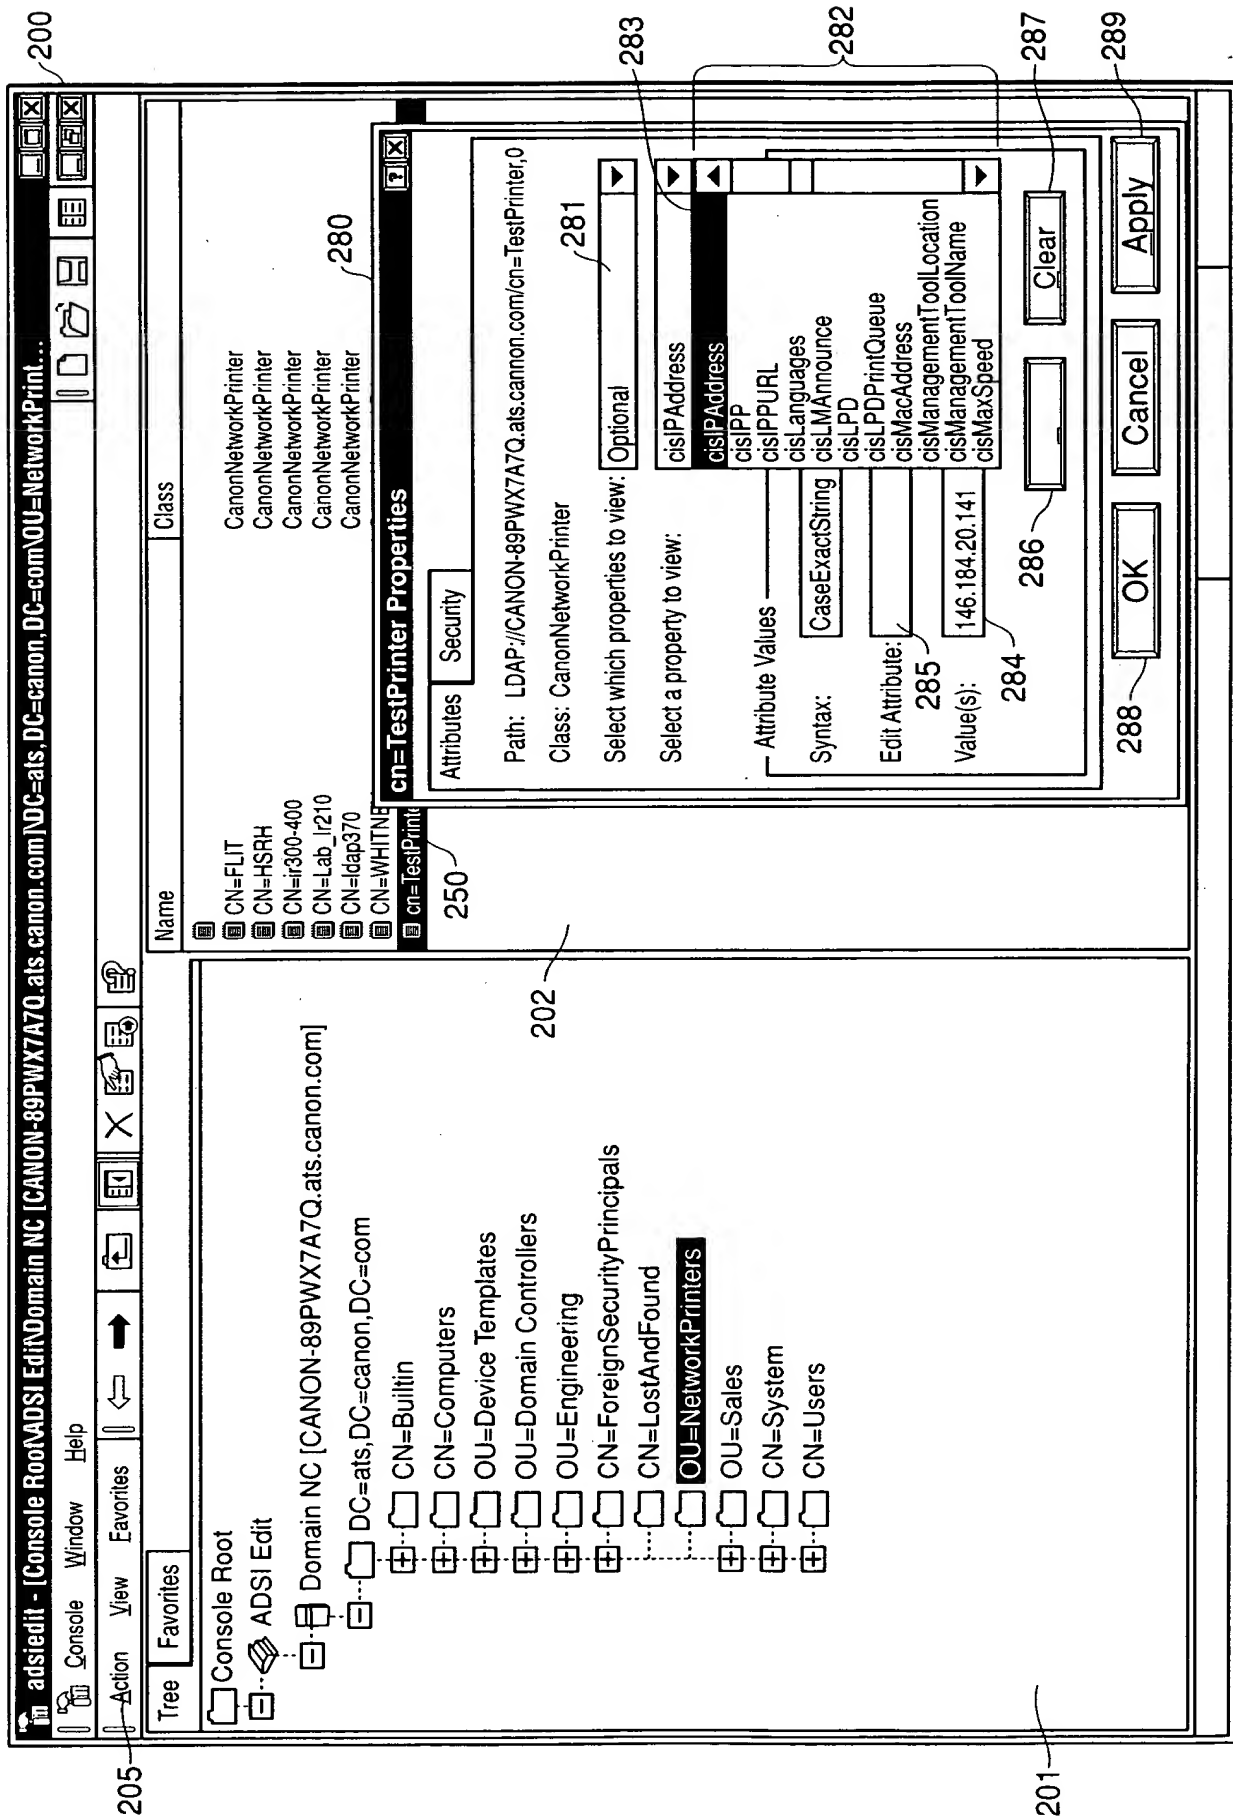 200
adsiedit - [Console Root\ADSI Edit\Domain NC [CANON-89PWX7A7Q.ats.canon.com]\DC=ats,DC=canon,DC=com\OU=NetworkPrint...
Console Window Help
205
Action View Favorites
Tree Favorites
Console Root
ADSI Edit
Domain NC [CANON-89PWX7A7Q.ats.canon.com]
DC=ats,DC=canon,DC=com
CN=Builtin
CN=Computers
OU=Device Templates
OU=Domain Controllers
OU=Engineering
CN=ForeignSecurityPrincipals
CN=LostAndFound
OU=NetworkPrinters
OU=Sales
CN=System
CN=Users
201
Name Class
CN=FLIT CanonNetworkPrinter
CN=HSRH CanonNetworkPrinter
CN=ir300-400 CanonNetworkPrinter
CN=Lab_Ir210 CanonNetworkPrinter
CN=ldap370 CanonNetworkPrinter
CN=WHITNE
cn=TestPrinte
250
202
280
cn=TestPrinter Properties
Attributes Security
Path: LDAP://CANON-89PWX7A7Q.ats.cannon.com/cn=TestPrinter,0
Class: CanonNetworkPrinter
281
Select which properties to view: Optional
283
Select a property to view: cisIPAddress
cisIPAddress
cisIPP
cisIPPURL
cisLanguages
cisLMAnnounce
cisLPD
cisLPDPrintQueue
cisMacAddress
cisManagementToolLocation
cisManagementToolName
cisMaxSpeed
282
Attribute Values
Syntax: CaseExactString
Edit Attribute:
285
Value(s): 146.184.20.141
284
286
Clear
287
OK Cancel Apply
288
289